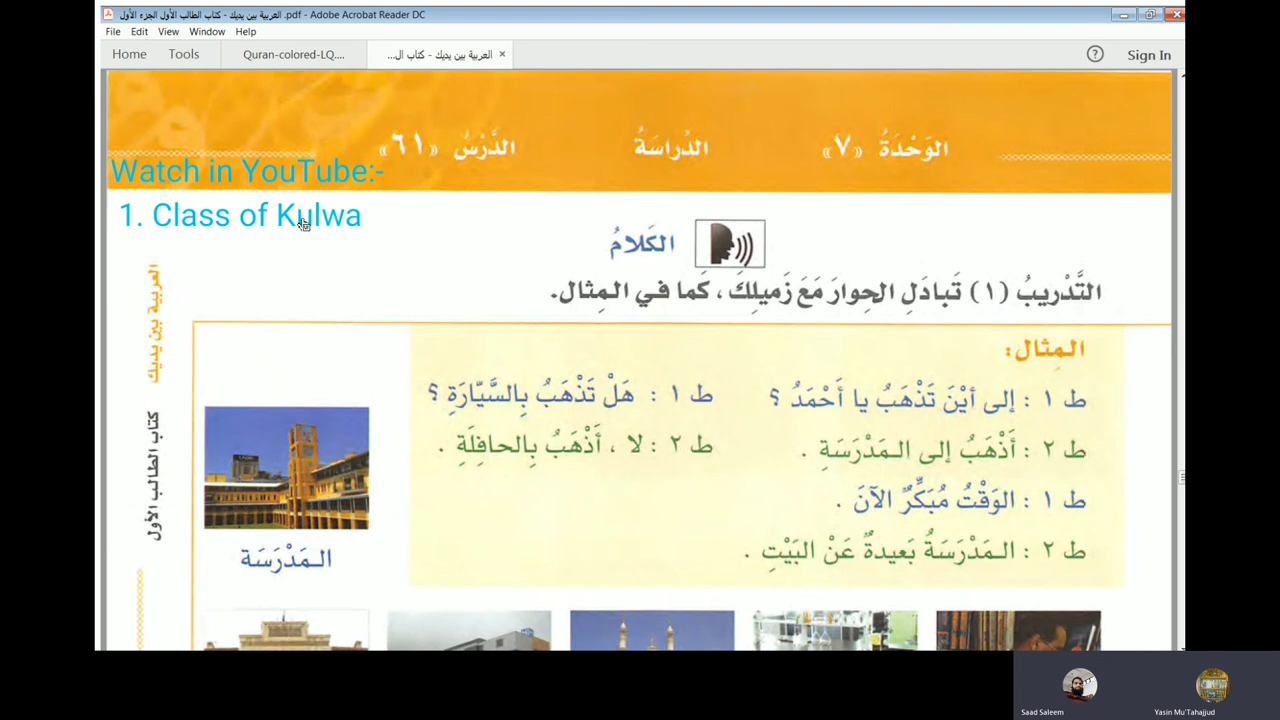 العربية بين يديك - كتاب الطالب الأول الجزء الأول.pdf - Adobe Acrobat Reader DC
File Edit View Window Help
Home Tools Quran-colored-LQ.... العربية بين يديك - كتاب ال... × ? Sign In
الوَحْدَةُ «٧» الدِّراسَةُ الدَّرْسُ «٦١»
Watch in YouTube:-
1. Class of Kulwa
الكَلامُ
التَّدْريبُ (١) تَبادَلِ الحِوارَ مَعَ زَميلِكَ ، كَما في المِثال.
المِثال:
ط ١ : إلى أيْنَ تَذْهَبُ يا أَحْمَدُ ؟
ط ٢ : أَذْهَبُ إلى المَدْرَسَةِ .
ط ١ : الوَقْتُ مُبَكِّرٌ الآنَ .
ط ٢ : المَدْرَسَةُ بَعيدةٌ عَنْ البَيْتِ .
ط ١ : هَلْ تَذْهَبُ بِالسَّيّارَةِ ؟
ط ٢ : لا ، أَذْهَبُ بِالحافِلَةِ .
المَدْرَسَة
العربية بين يديك
كتاب الطالب الأول
Saad Saleem
Yasin Mu`Tahajjud